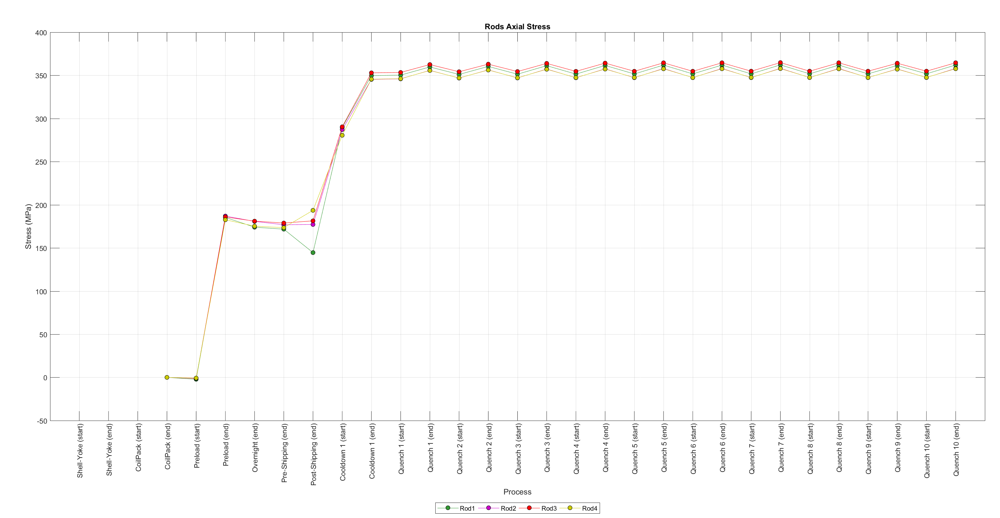 Rods Axial Stress
400
350
300
250
200
150
100
50
0
-50
Stress (MPa)
Shell-Yoke (start)
Shell-Yoke (end)
CoilPack (start)
CoilPack (end)
Preload (start)
Preload (end)
Overnight (end)
Pre-Shipping (end)
Post-Shipping (end)
Cooldown 1 (start)
Cooldown 1 (end)
Quench 1 (start)
Quench 1 (end)
Quench 2 (start)
Quench 2 (end)
Quench 3 (start)
Quench 3 (end)
Quench 4 (start)
Quench 4 (end)
Quench 5 (start)
Quench 5 (end)
Quench 6 (start)
Quench 6 (end)
Quench 7 (start)
Quench 7 (end)
Quench 8 (start)
Quench 8 (end)
Quench 9 (start)
Quench 9 (end)
Quench 10 (start)
Quench 10 (end)
Process
Rod1 Rod2 Rod3 Rod4